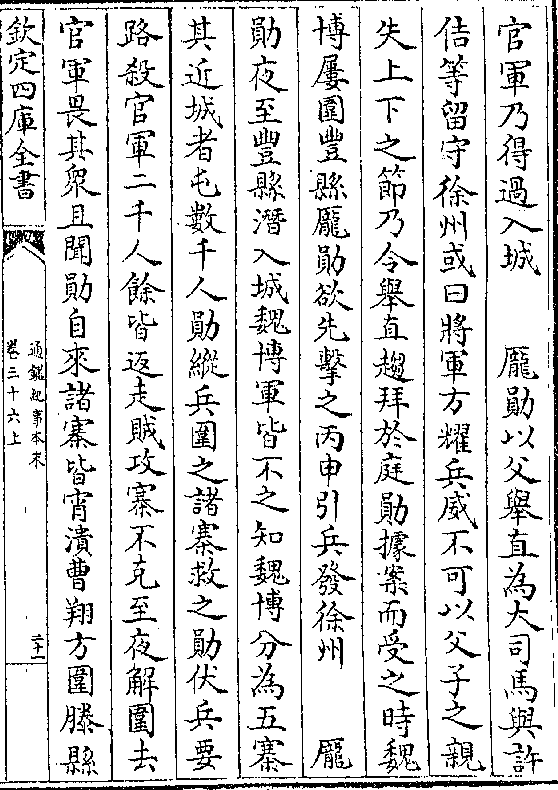 官軍乃得過入城　龐勛以父舉直為大司馬與許
佶等留守徐州或曰將軍方耀兵威不可以父子之親
失上下之節乃令舉直趨拜於庭勛據案而受之時魏
博屢圍豐縣龐勛欲先擊之丙申引兵發徐州　龐
勛夜至豐縣潛入城魏博軍皆不之知魏博分為五寨
其近城者屯數千人勛縱兵圍之諸寨救之勛伏兵要
路殺官軍二千人餘皆返走賊攻寨不克至夜解圍去
官軍畏其衆且聞勛自來諸寨皆宵潰曹翔方圍滕縣
欽定四庫全書
通鑑紀事本末
卷三十六上
二十一